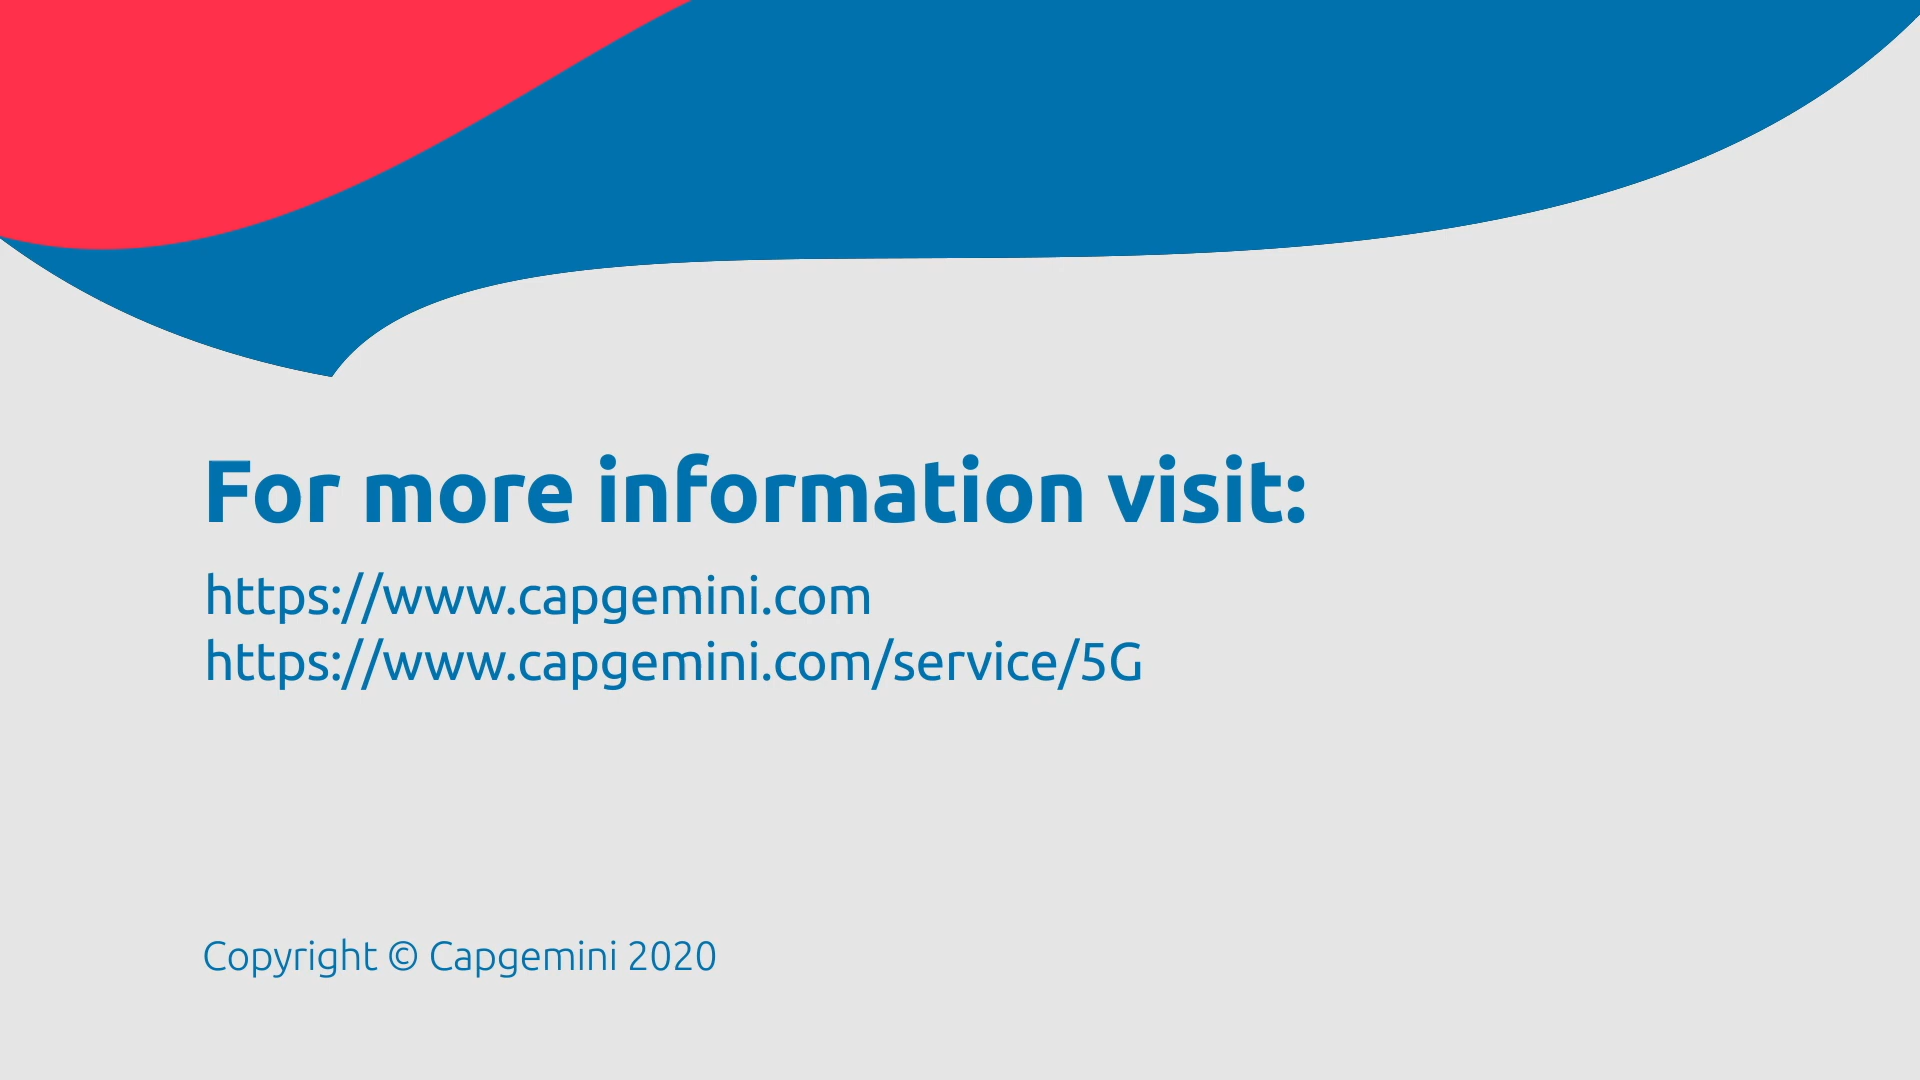 For more information visit:
https://www.capgemini.com
https://www.capgemini.com/service/5G
Copyright © Capgemini 2020